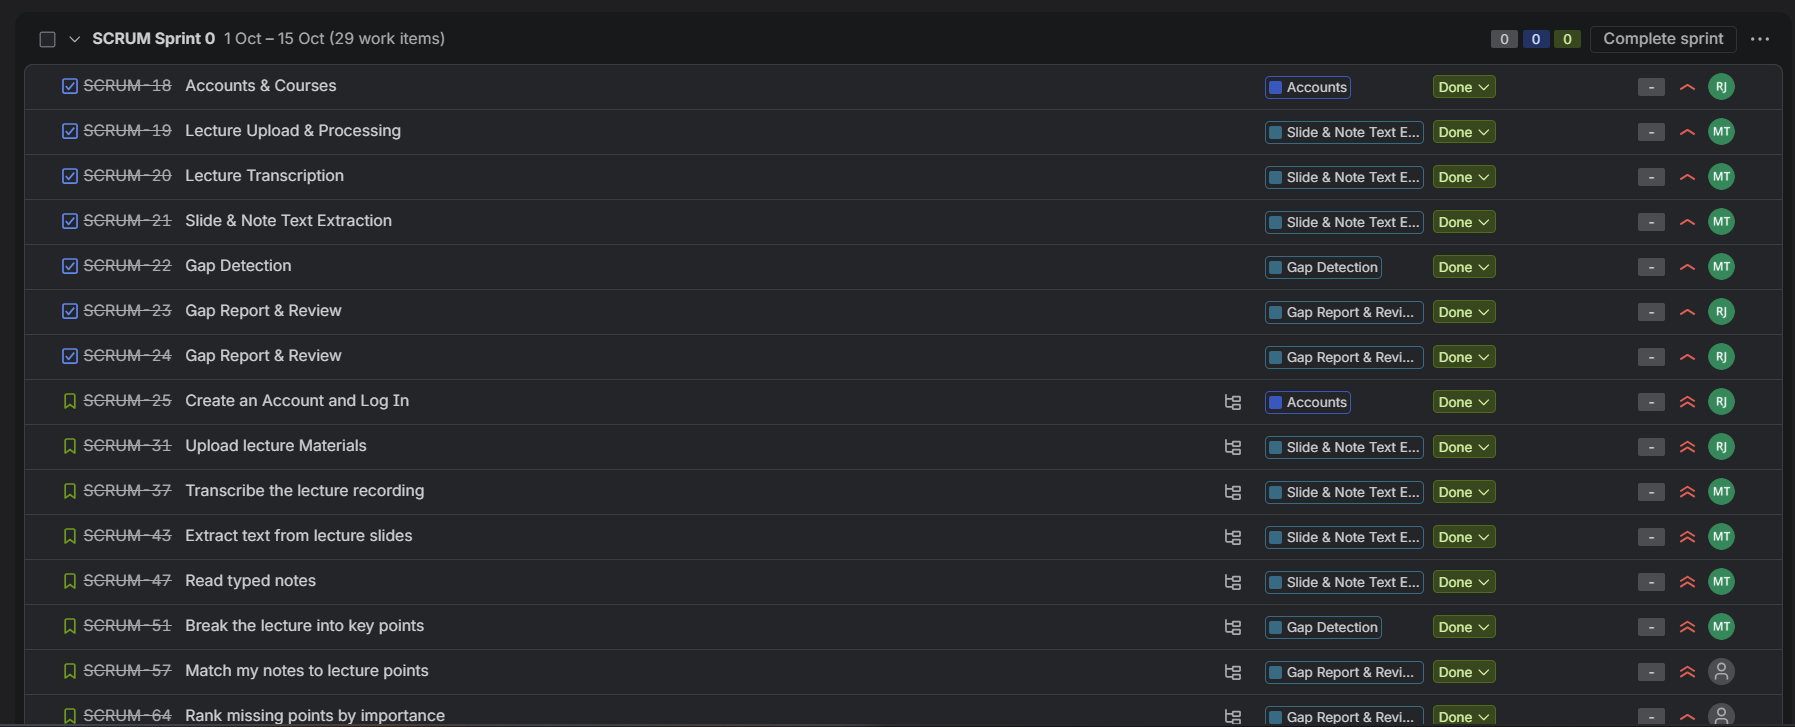 SCRUM Sprint 0 1 Oct – 15 Oct (29 work items) 0 0 0 Complete sprint
SCRUM-18 Accounts & Courses Accounts Done - RJ
SCRUM-19 Lecture Upload & Processing Slide & Note Text E... Done - MT
SCRUM-20 Lecture Transcription Slide & Note Text E... Done - MT
SCRUM-21 Slide & Note Text Extraction Slide & Note Text E... Done - MT
SCRUM-22 Gap Detection Gap Detection Done - MT
SCRUM-23 Gap Report & Review Gap Report & Revi... Done - RJ
SCRUM-24 Gap Report & Review Gap Report & Revi... Done - RJ
SCRUM-25 Create an Account and Log In Accounts Done - RJ
SCRUM-31 Upload lecture Materials Slide & Note Text E... Done - RJ
SCRUM-37 Transcribe the lecture recording Slide & Note Text E... Done - MT
SCRUM-43 Extract text from lecture slides Slide & Note Text E... Done - MT
SCRUM-47 Read typed notes Slide & Note Text E... Done - MT
SCRUM-51 Break the lecture into key points Gap Detection Done - MT
SCRUM-57 Match my notes to lecture points Gap Report & Revi... Done -
SCRUM-64 Rank missing points by importance Gap Report & Revi... Done -